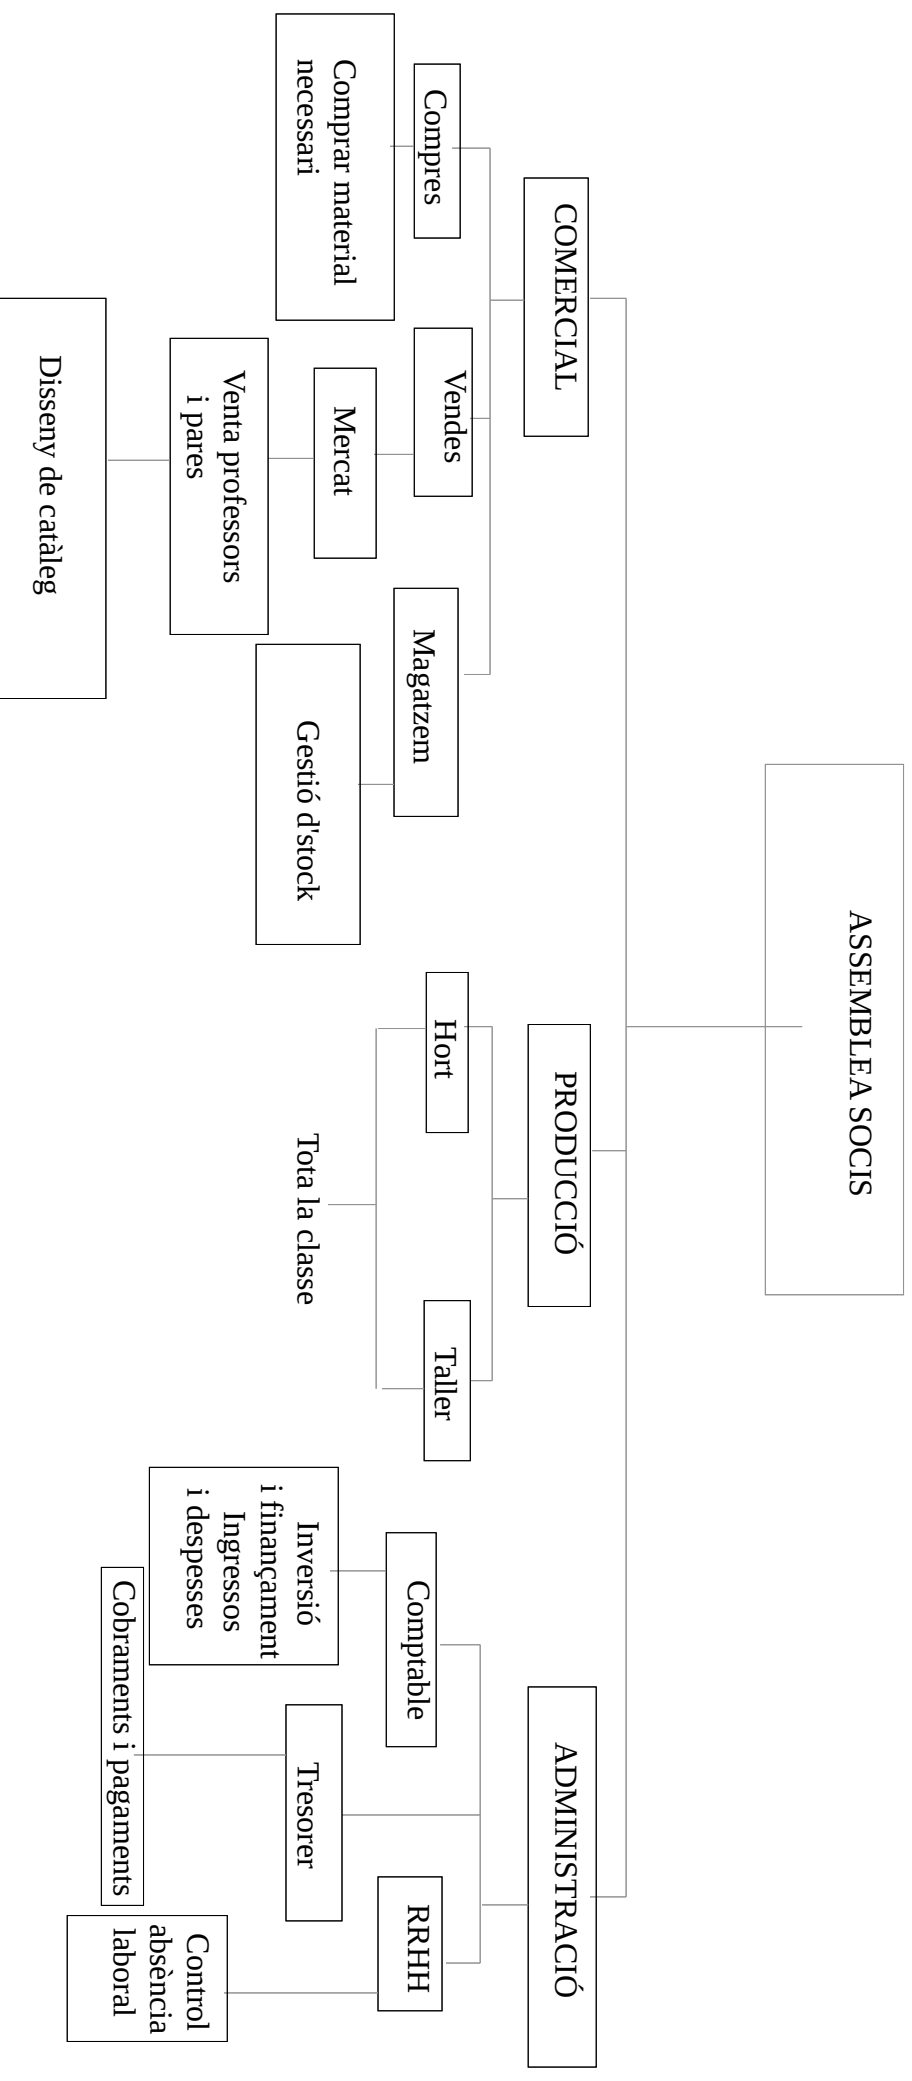 ASSEMBLEA SOCIS
COMERCIAL
PRODUCCIÓ
ADMINISTRACIÓ
Compres
Vendes
Magatzem
Hort
Taller
Comptable
Tresorer
RRHH
Comprar material
necessari
Mercat
Gestió d'stock
Tota la classe
Inversió
i finançament
Ingressos
i despesses
Venta professors
i pares
Cobraments i pagaments
Control
absència
laboral
Disseny de catàleg